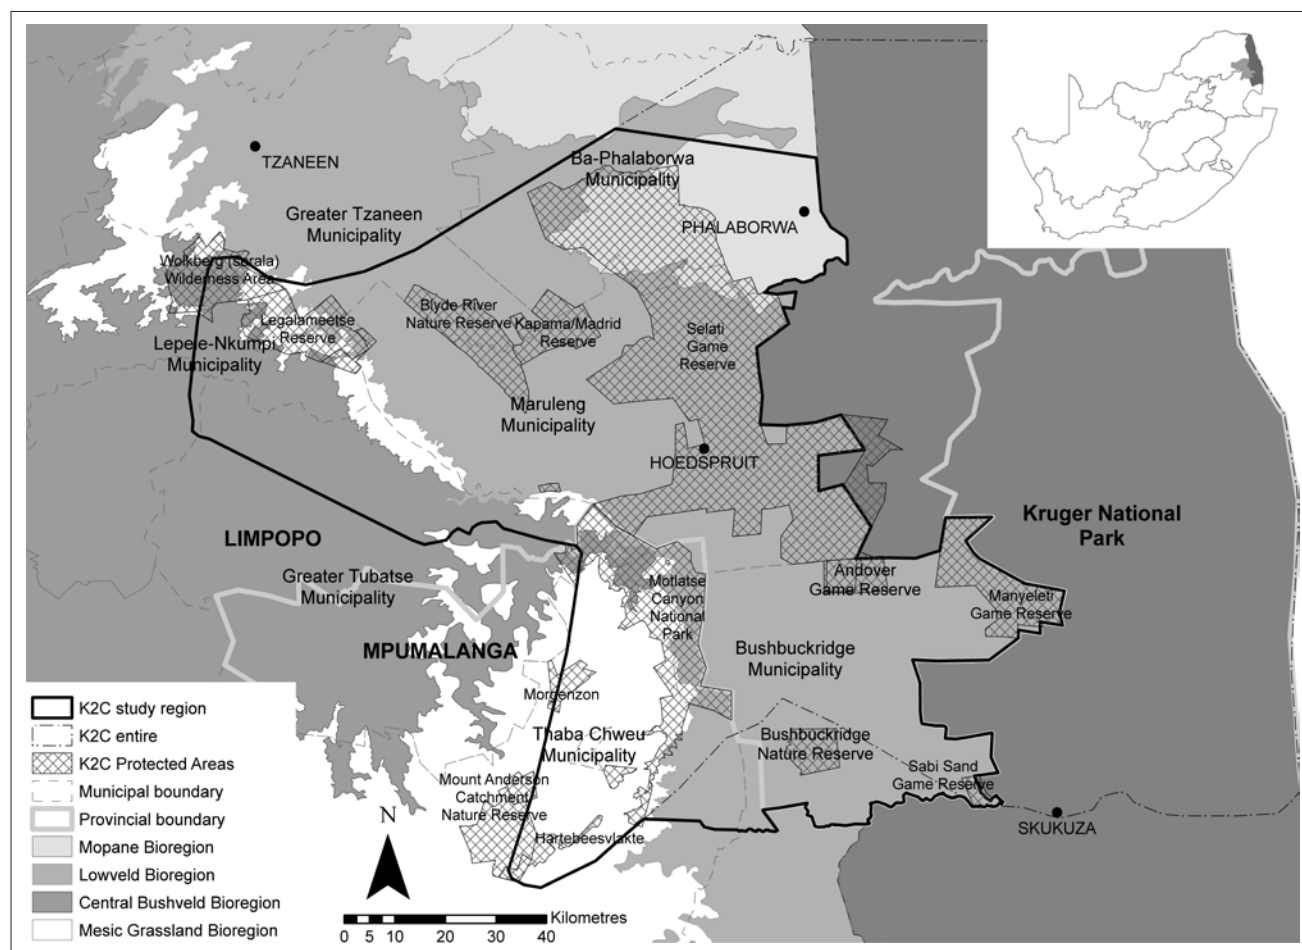 TZANEEN
Ba-Phalaborwa
Municipality
Greater Tzaneen
Municipality
PHALABORWA
Wolkberg (serala)
Wilderness Area
Legalameetse
Reserve
Blyde River
Nature Reserve
Kapama/Madrid
Reserve
Selati
Game
Reserve
Lepele-Nkumpi
Municipality
Maruleng
Municipality
HOEDSPRUIT
Kruger National
Park
LIMPOPO
Greater Tubatse
Municipality
Motlatse
Canyon
National
Park
Andover
Game Reserve
Manyeleti
Game Reserve
MPUMALANGA
Bushbuckridge
Municipality
Morgenzon
Thaba Chweu
Municipality
Bushbuckridge
Nature Reserve
Sabi Sand
Game Reserve
Mount Anderson
Catchment
Nature Reserve
Hartebeesvlakte
SKUKUZA
K2C study region
K2C entire
K2C Protected Areas
Municipal boundary
Provincial boundary
Mopane Bioregion
Lowveld Bioregion
Central Bushveld Bioregion
Mesic Grassland Bioregion
N
Kilometres
0 5 10 20 30 40